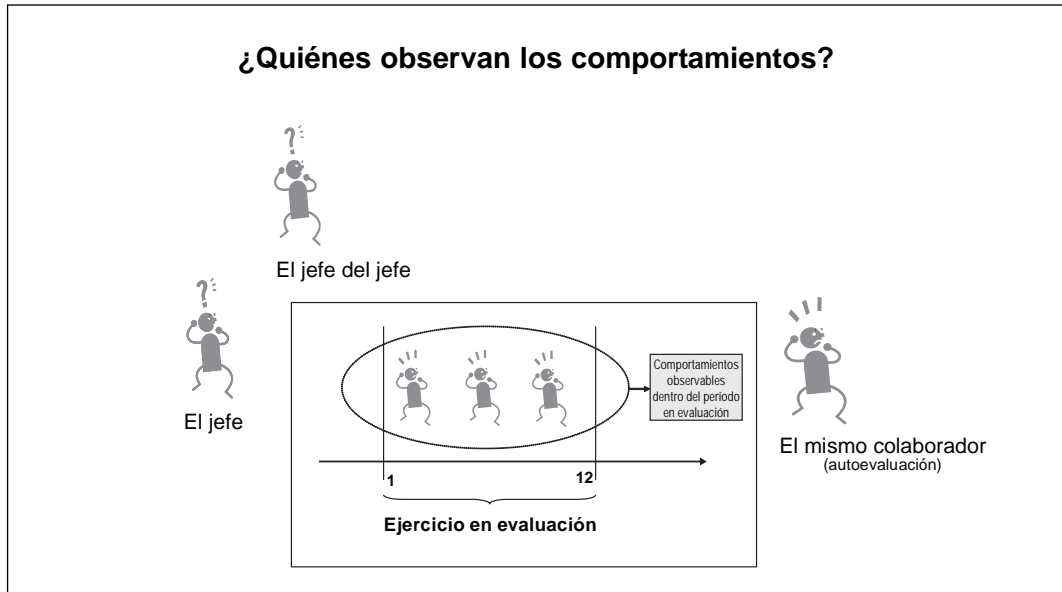 ¿Quiénes observan los comportamientos?
El jefe del jefe
El jefe
Comportamientos
observables
dentro del período
en evaluación
El mismo colaborador
(autoevaluación)
1
12
Ejercicio en evaluación